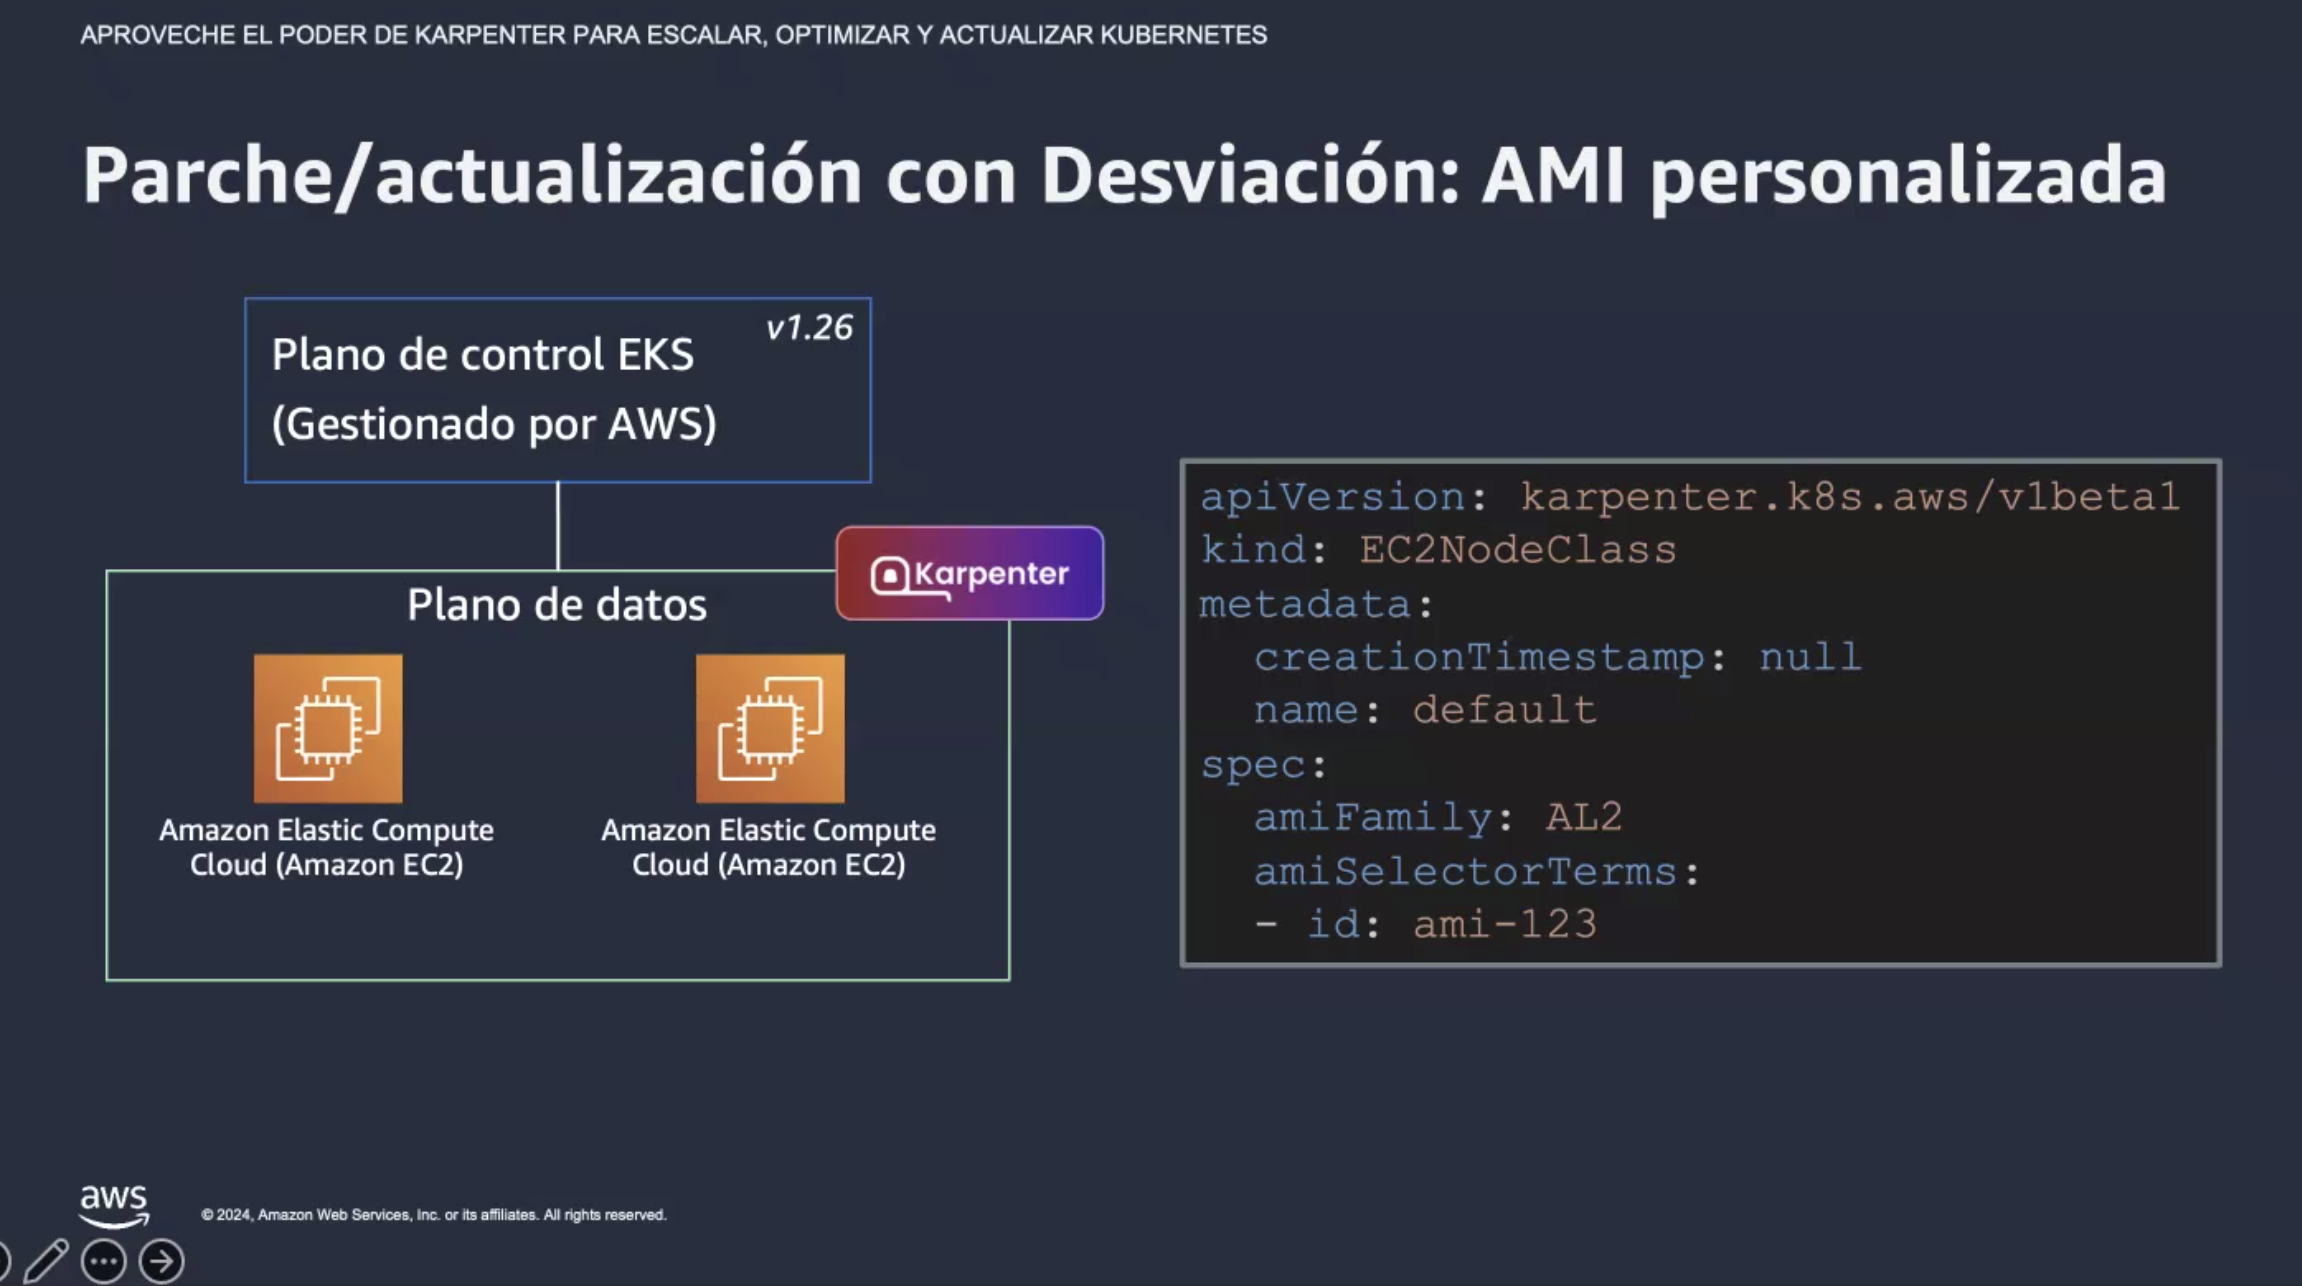 APROVECHE EL PODER DE KARPENTER PARA ESCALAR, OPTIMIZAR Y ACTUALIZAR KUBERNETES
Parche/actualización con Desviación: AMI personalizada
v1.26
Plano de control EKS
(Gestionado por AWS)
Karpenter
Plano de datos
Amazon Elastic Compute
Cloud (Amazon EC2)
Amazon Elastic Compute
Cloud (Amazon EC2)
apiVersion: karpenter.k8s.aws/v1beta1
kind: EC2NodeClass
metadata:
  creationTimestamp: null
  name: default
spec:
  amiFamily: AL2
  amiSelectorTerms:
  - id: ami-123
aws
© 2024, Amazon Web Services, Inc. or its affiliates. All rights reserved.